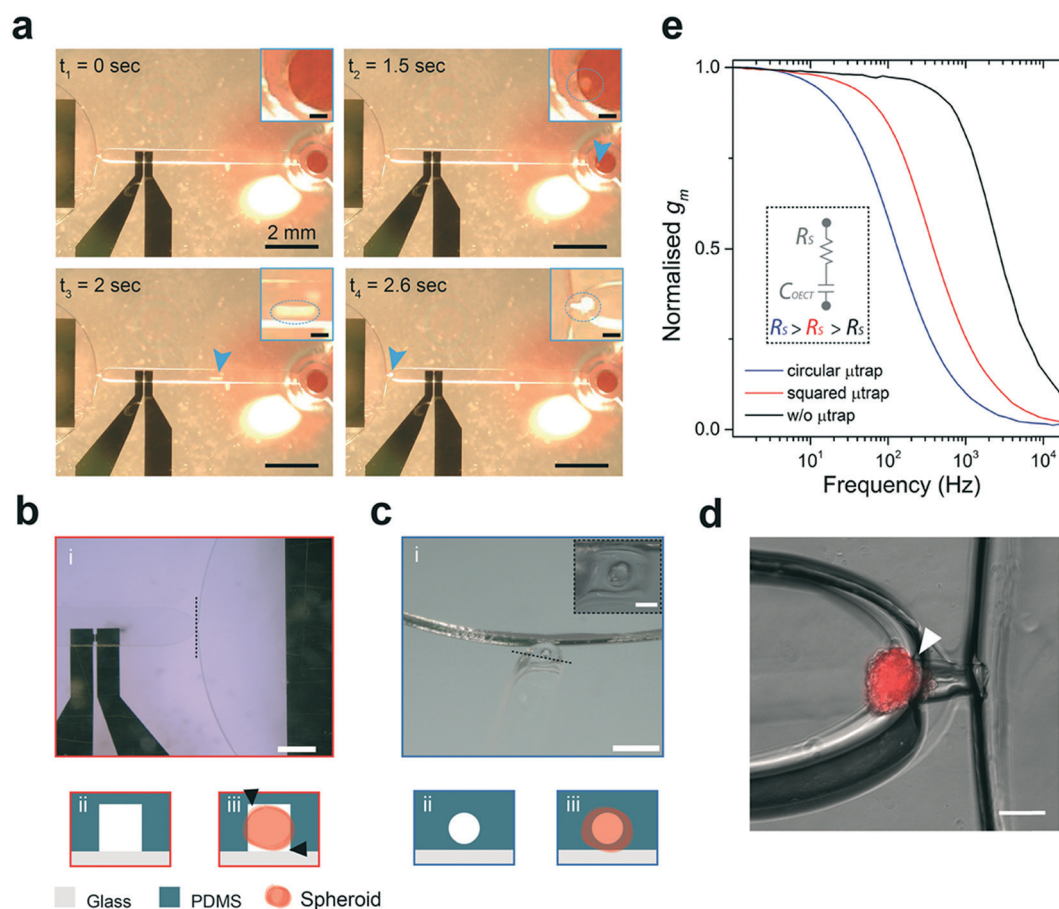 a
t1 = 0 sec
t2 = 1.5 sec
2 mm
t3 = 2 sec
t4 = 2.6 sec
e
1.0
0.5
0.0
Normalised gm
RS
COECT
RS > RS > RS
circular μtrap
squared μtrap
w/o μtrap
10¹ 10² 10³ 10⁴
Frequency (Hz)
b
i
ii
iii
c
i
ii
iii
d
Glass PDMS Spheroid